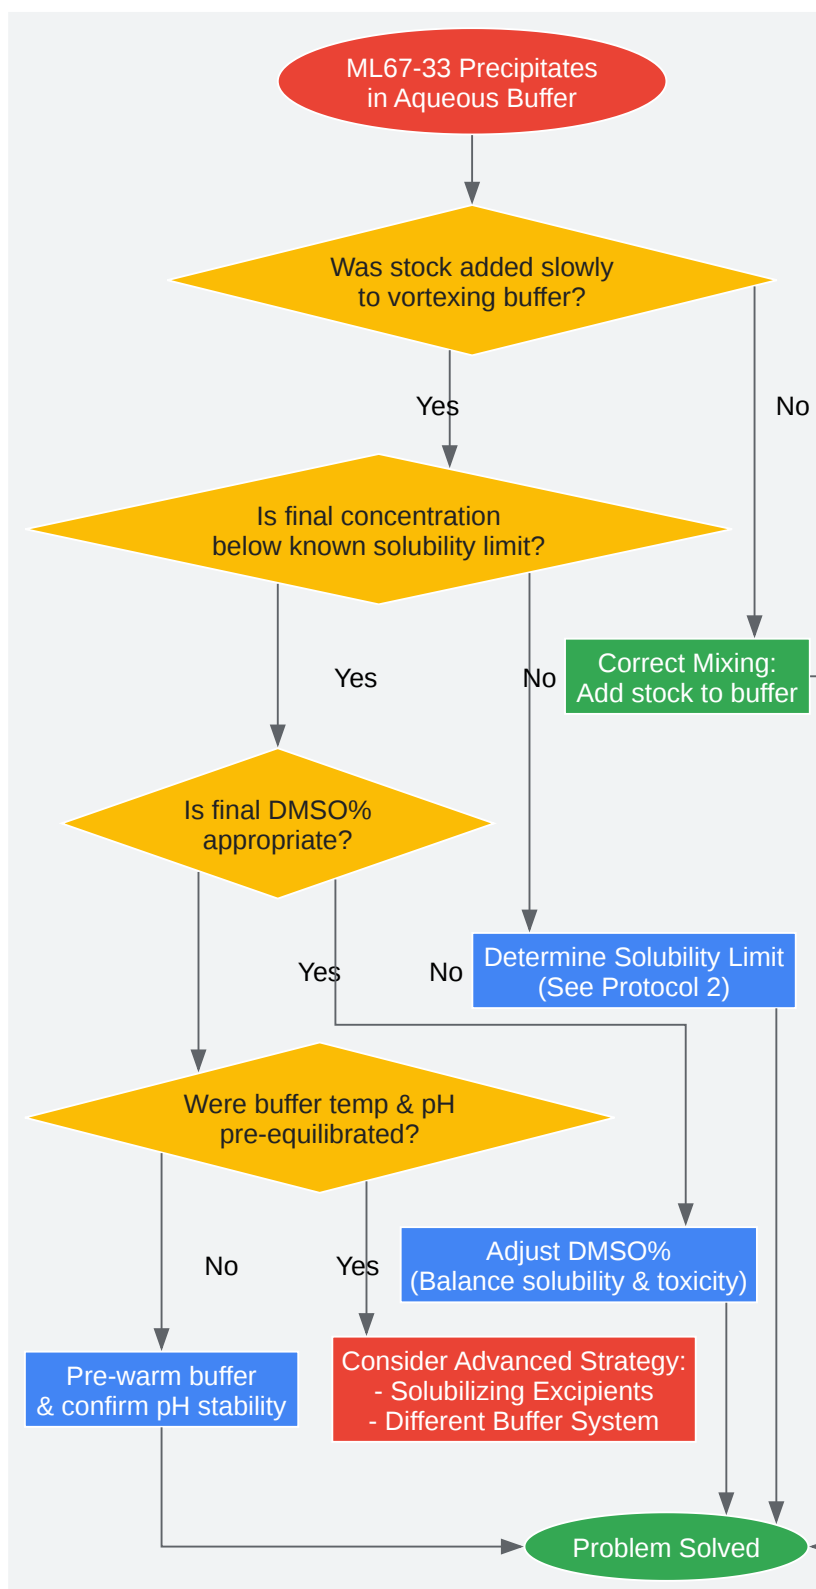 ML67-33 Precipitates
in Aqueous Buffer
Was stock added slowly
to vortexing buffer?
Yes
No
Is final concentration
below known solubility limit?
Yes
No
Correct Mixing:
Add stock to buffer
Is final DMSO%
appropriate?
Yes
No
Determine Solubility Limit
(See Protocol 2)
Were buffer temp & pH
pre-equilibrated?
No
Yes
Adjust DMSO%
(Balance solubility & toxicity)
Pre-warm buffer
& confirm pH stability
Consider Advanced Strategy:
- Solubilizing Excipients
- Different Buffer System
Problem Solved